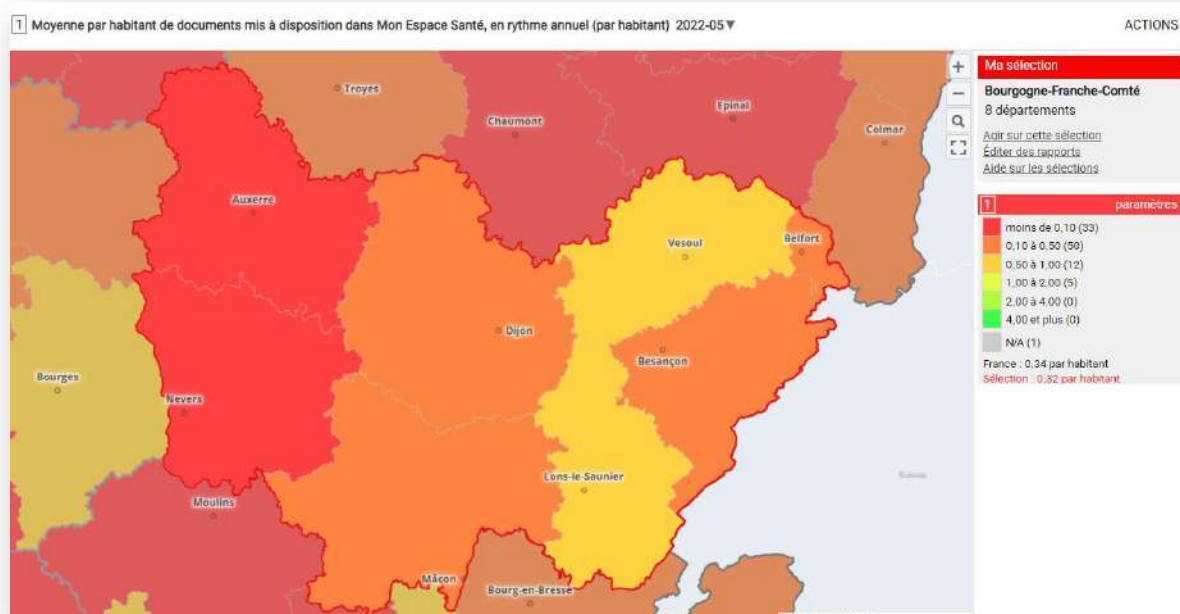 1 Moyenne par habitant de documents mis à disposition dans Mon Espace Santé, en rythme annuel (par habitant) 2022-05▼
ACTIONS
Troyes
Chaumont
Epinal
Colmar
Auxerre
Vesoul
Belfort
Dijon
Besançon
Bourges
Nevers
Lons-le-Saunier
Moulins
Mâcon
Bourg-en-Bresse
+
−
Ma sélection
Bourgogne-Franche-Comté
8 départements
Agir sur cette sélection
Éditer des rapports
Aide sur les sélections
1 paramètres
moins de 0,10 (33)
0,10 à 0,50 (50)
0,50 à 1,00 (12)
1,00 à 2,00 (5)
2,00 à 4,00 (0)
4,00 et plus (0)
N/A (1)
France : 0,34 par habitant
Sélection : 0,32 par habitant